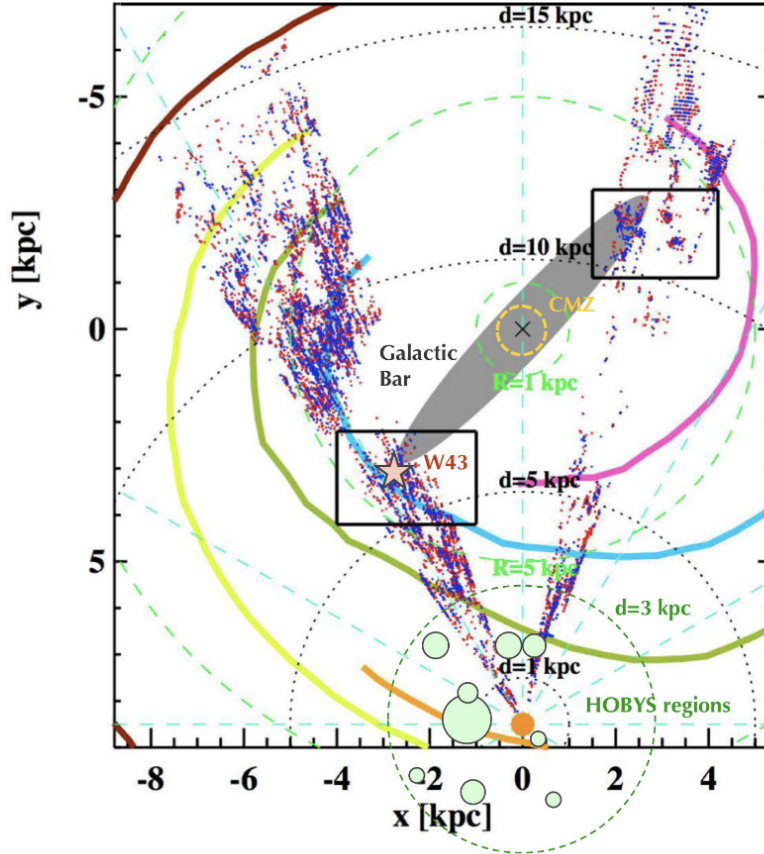 d=15 kpc
-5
y [kpc]
d=10 kpc
CMZ
0
Galactic
Bar
R=1 kpc
W43
d=5 kpc
5
R=5 kpc
d=3 kpc
d=1 kpc
HOBYS regions
-8
-6
-4
-2
0
2
4
x [kpc]